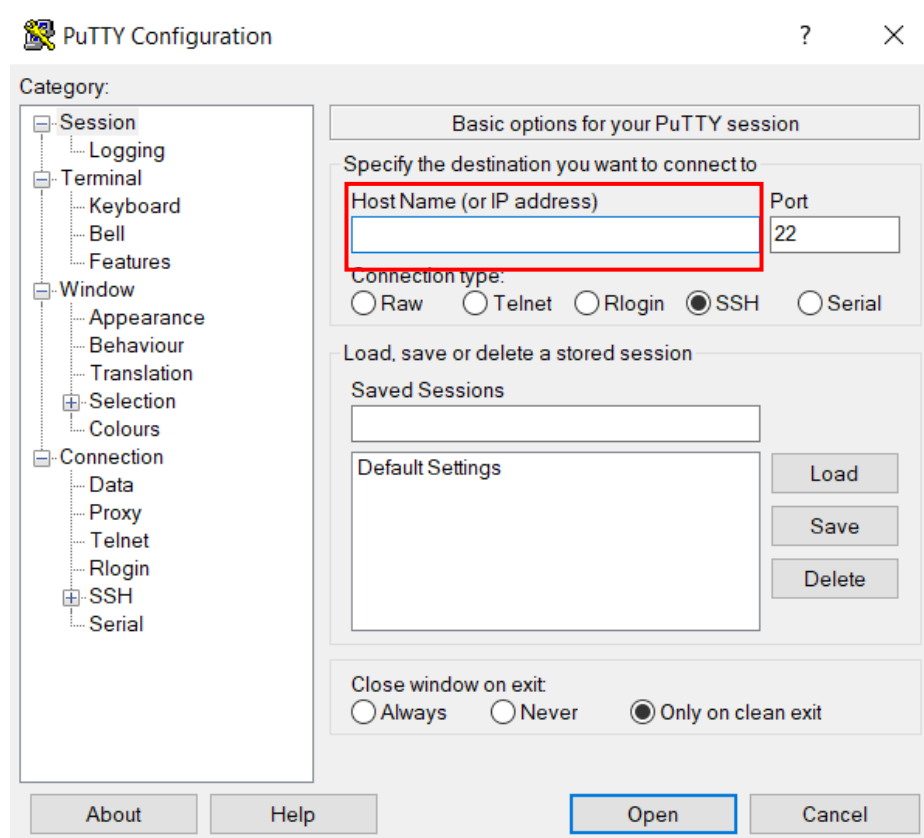 PuTTY Configuration
?
Category:
Session
Logging
Terminal
Keyboard
Bell
Features
Window
Appearance
Behaviour
Translation
Selection
Colours
Connection
Data
Proxy
Telnet
Rlogin
SSH
Serial
Basic options for your PuTTY session
Specify the destination you want to connect to
Host Name (or IP address) Port
22
Connection type:
Raw Telnet Rlogin SSH Serial
Load, save or delete a stored session
Saved Sessions
Default Settings
Load
Save
Delete
Close window on exit:
Always Never Only on clean exit
About Help Open Cancel